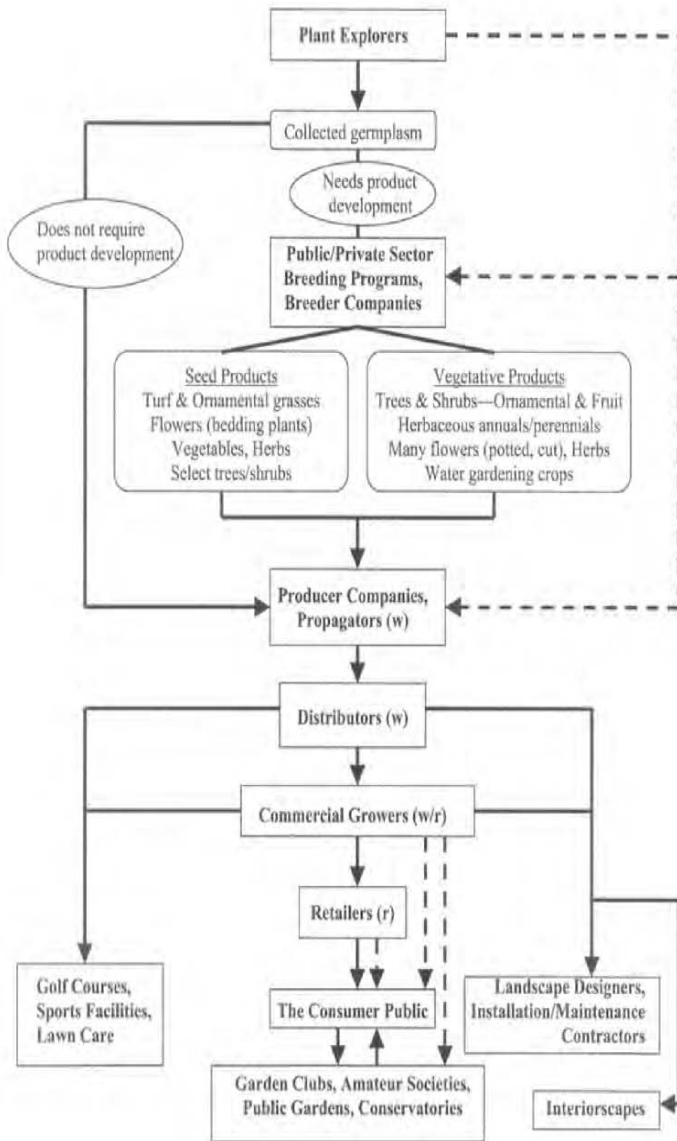 Plant Explorers
Collected germplasm
Needs product
development
Does not require
product development
Public/Private Sector
Breeding Programs,
Breeder Companies
Seed Products
Turf & Ornamental grasses
Flowers (bedding plants)
Vegetables, Herbs
Select trees/shrubs
Vegetative Products
Trees & Shrubs—Ornamental & Fruit
Herbaceous annuals/perennials
Many flowers (potted, cut), Herbs
Water gardening crops
Producer Companies,
Propagators (w)
Distributors (w)
Commercial Growers (w/r)
Retailers (r)
Golf Courses,
Sports Facilities,
Lawn Care
The Consumer Public
Landscape Designers,
Installation/Maintenance
Contractors
Garden Clubs, Amateur Societies,
Public Gardens, Conservatories
Interiorscapes